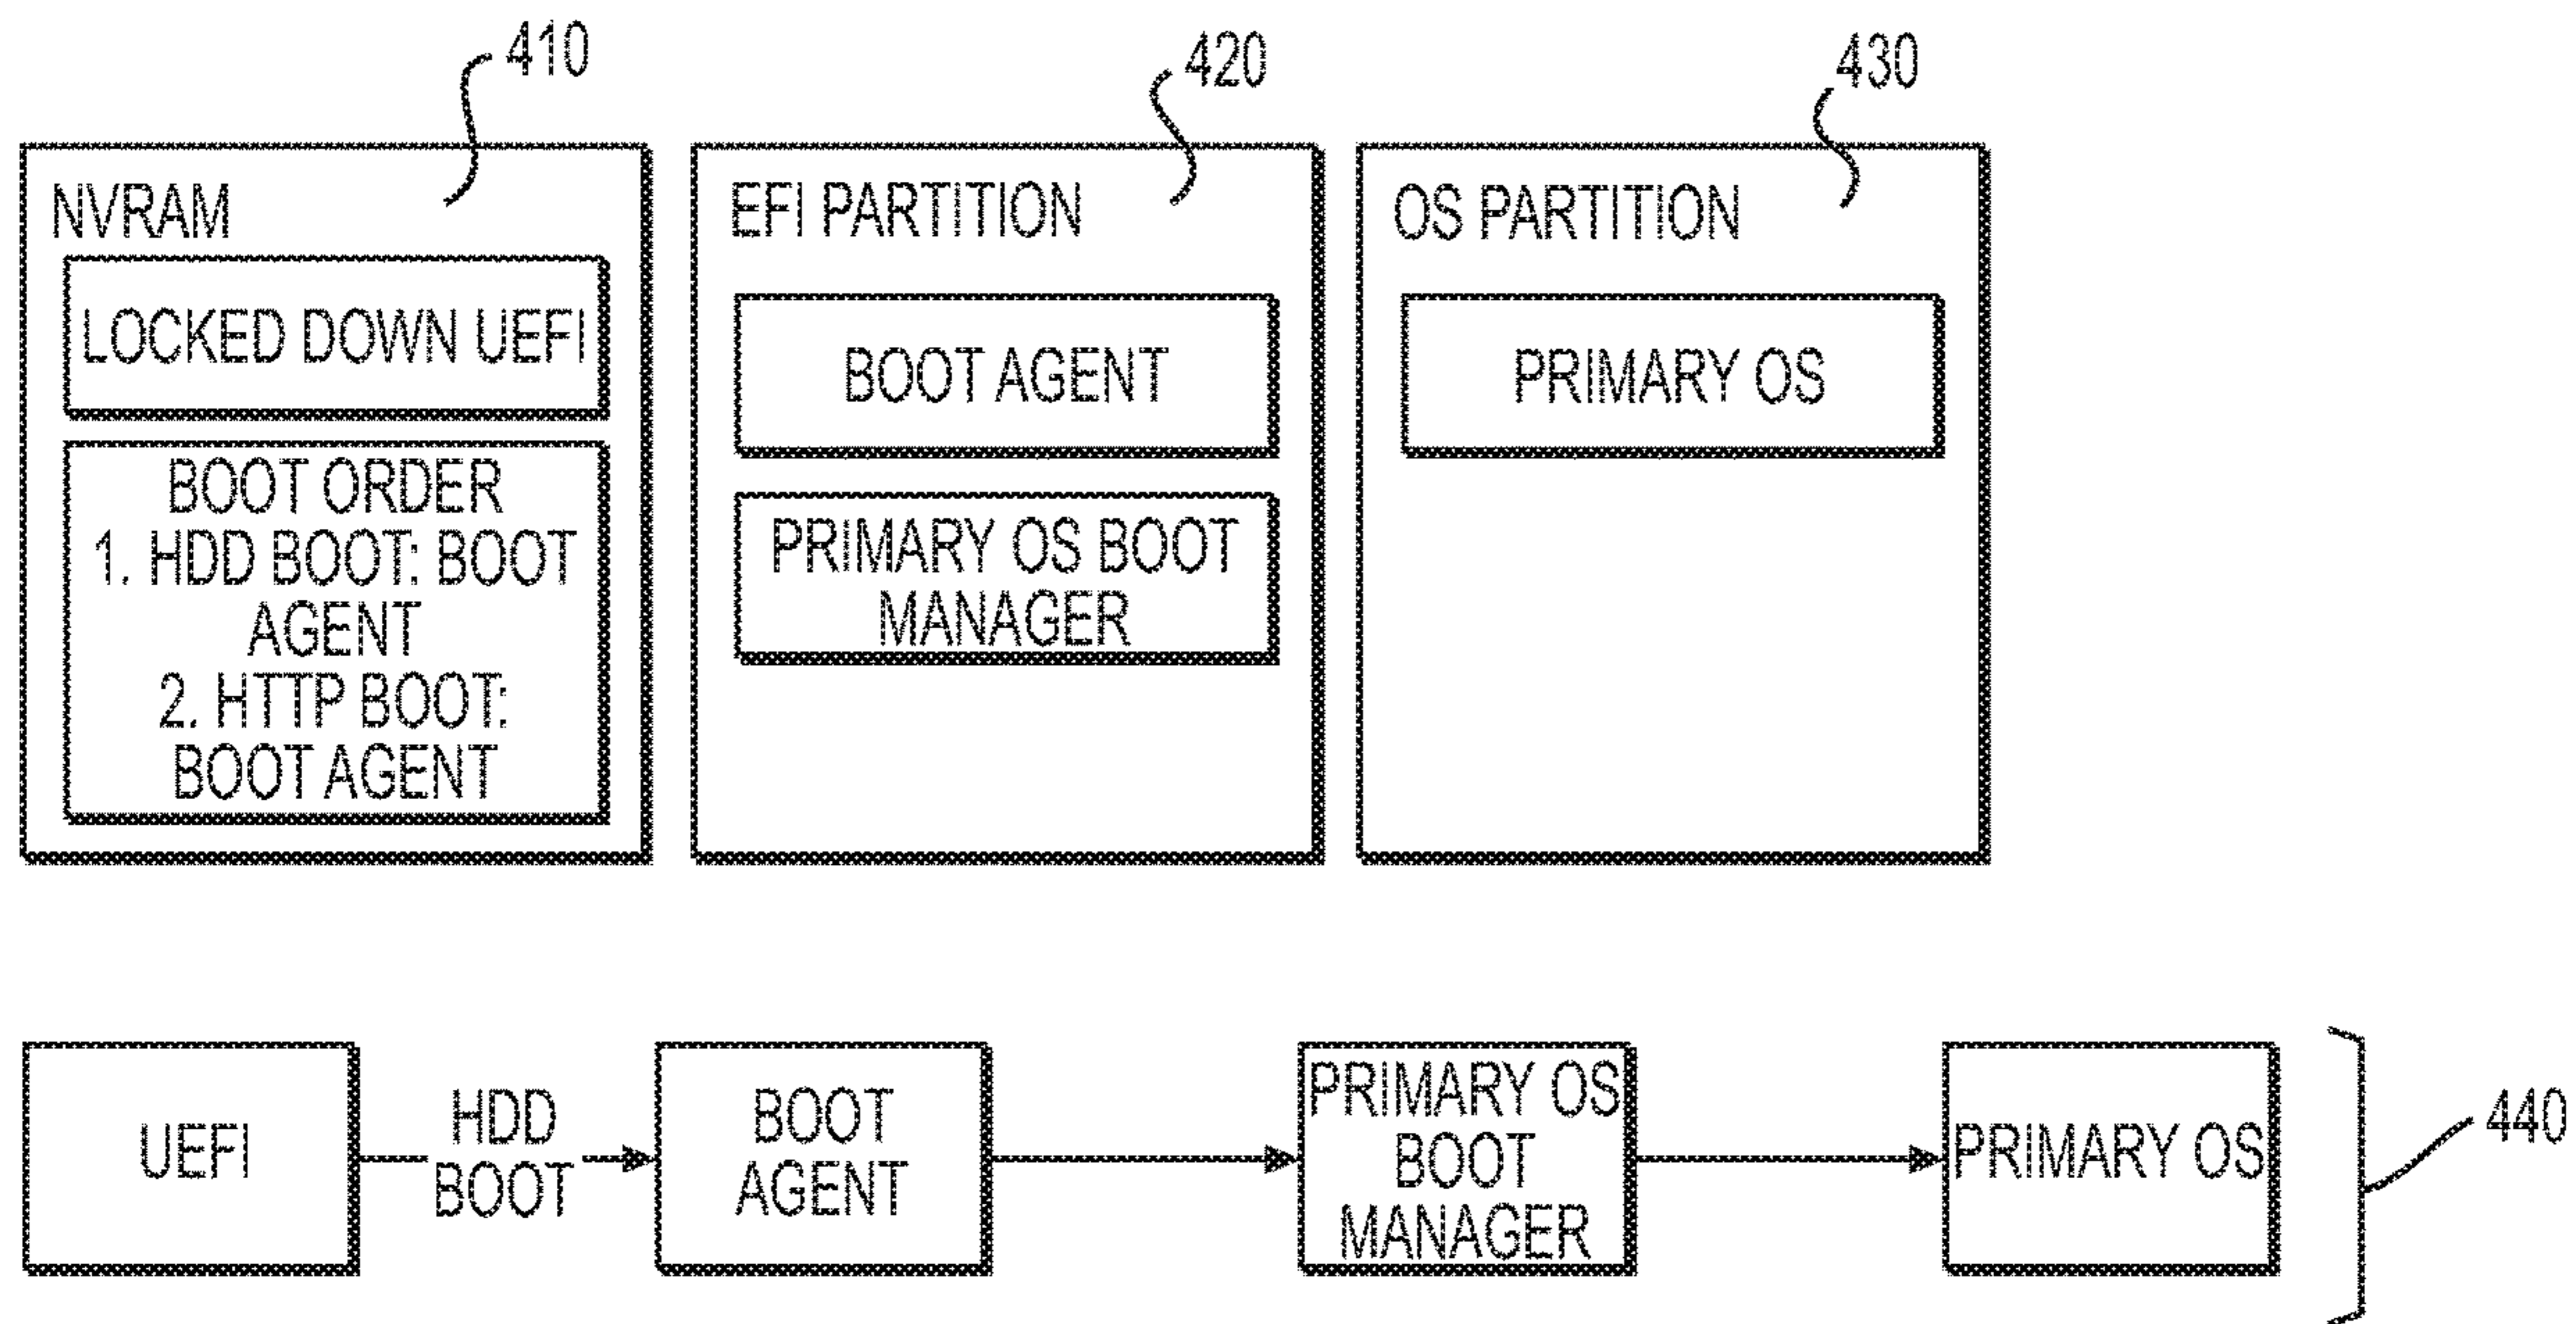 410
420
430
NVRAM
LOCKED DOWN UEFI
BOOT ORDER
1. HDD BOOT: BOOT
AGENT
2. HTTP BOOT:
BOOT AGENT
EFI PARTITION
BOOT AGENT
PRIMARY OS BOOT
MANAGER
OS PARTITION
PRIMARY OS
UEFI
HDD
BOOT
BOOT
AGENT
PRIMARY OS
BOOT
MANAGER
PRIMARY OS
440